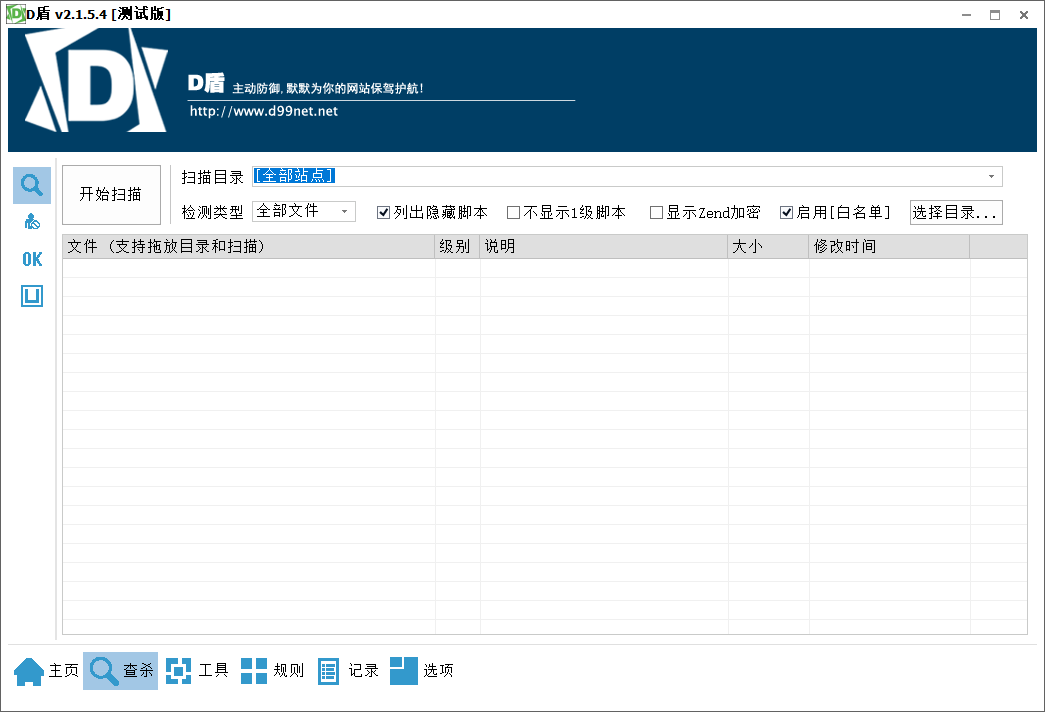 D盾 v2.1.5.4 [测试版]
D
D盾 主动防御,默默为你的网站保驾护航!
http://www.d99net.net
开始扫描
扫描目录 [全部站点]
检测类型 全部文件 列出隐藏脚本 不显示1级脚本 显示Zend加密 启用[白名单] 选择目录...
OK
文件 (支持拖放目录和扫描) 级别 说明 大小 修改时间
主页 查杀 工具 规则 记录 选项